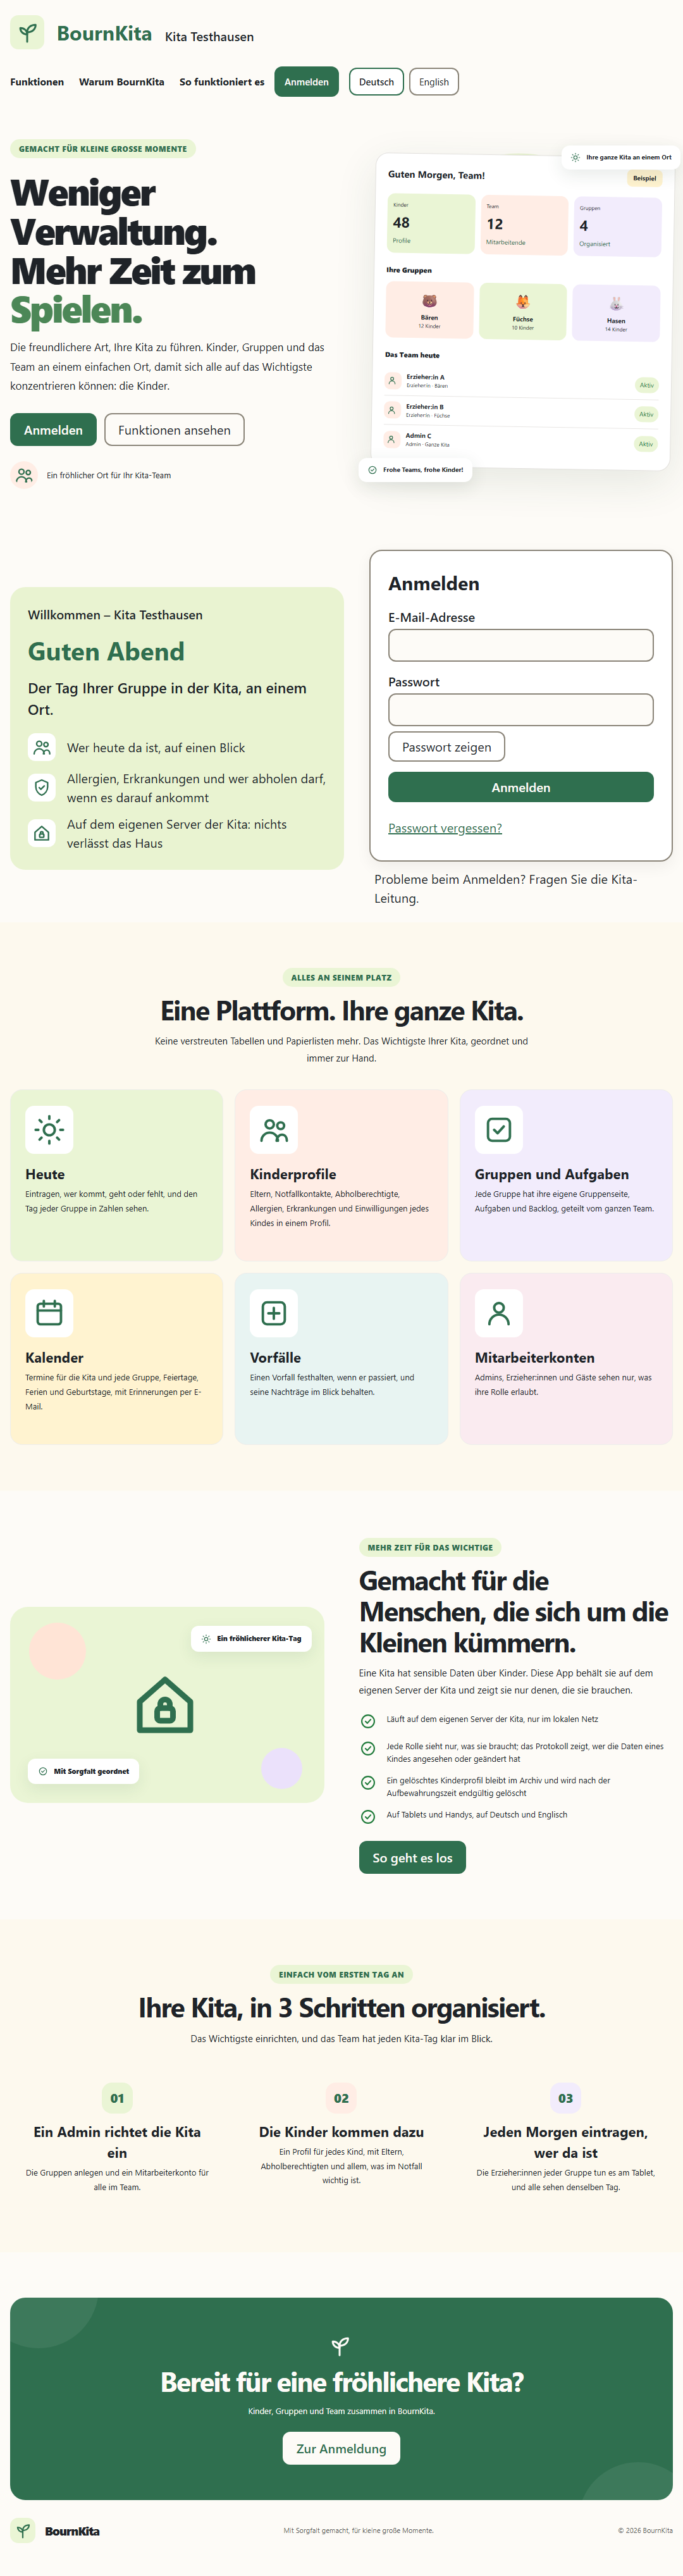 BournKita Kita Testhausen
Funktionen Warum BournKita So funktioniert es Anmelden Deutsch English
GEMACHT FÜR KLEINE GROSSE MOMENTE
Weniger
Verwaltung.
Mehr Zeit zum
Spielen.
Die freundlichere Art, Ihre Kita zu führen. Kinder, Gruppen und das
Team an einem einfachen Ort, damit sich alle auf das Wichtigste
konzentrieren können: die Kinder.
Anmelden Funktionen ansehen
Ein fröhlicher Ort für Ihr Kita-Team
Ihre ganze Kita an einem Ort
Guten Morgen, Team!
Beispiel
Kinder
48
Profile
Team
12
Mitarbeitende
Gruppen
4
Organisiert
Ihre Gruppen
Bären
12 Kinder
Füchse
10 Kinder
Hasen
14 Kinder
Das Team heute
Erzieher:in A
Erzieher:in · Bären
Aktiv
Erzieher:in B
Erzieher:in · Füchse
Aktiv
Admin C
Admin · Ganze Kita
Aktiv
Frohe Teams, frohe Kinder!
Willkommen – Kita Testhausen
Guten Abend
Der Tag Ihrer Gruppe in der Kita, an einem
Ort.
Wer heute da ist, auf einen Blick
Allergien, Erkrankungen und wer abholen darf,
wenn es darauf ankommt
Auf dem eigenen Server der Kita: nichts
verlässt das Haus
Anmelden
E-Mail-Adresse
Passwort
Passwort zeigen
Anmelden
Passwort vergessen?
Probleme beim Anmelden? Fragen Sie die Kita-
Leitung.
ALLES AN SEINEM PLATZ
Eine Plattform. Ihre ganze Kita.
Keine verstreuten Tabellen und Papierlisten mehr. Das Wichtigste Ihrer Kita, geordnet und
immer zur Hand.
Heute
Eintragen, wer kommt, geht oder fehlt, und den
Tag jeder Gruppe in Zahlen sehen.
Kinderprofile
Eltern, Notfallkontakte, Abholberechtigte,
Allergien, Erkrankungen und Einwilligungen jedes
Kindes in einem Profil.
Gruppen und Aufgaben
Jede Gruppe hat ihre eigene Gruppenseite,
Aufgaben und Backlog, geteilt vom ganzen Team.
Kalender
Termine für die Kita und jede Gruppe, Feiertage,
Ferien und Geburtstage, mit Erinnerungen per E-
Mail.
Vorfälle
Einen Vorfall festhalten, wenn er passiert, und
seine Nachträge im Blick behalten.
Mitarbeiterkonten
Admins, Erzieher:innen und Gäste sehen nur, was
ihre Rolle erlaubt.
Ein fröhlicherer Kita-Tag
Mit Sorgfalt geordnet
MEHR ZEIT FÜR DAS WICHTIGE
Gemacht für die
Menschen, die sich um die
Kleinen kümmern.
Eine Kita hat sensible Daten über Kinder. Diese App behält sie auf dem
eigenen Server der Kita und zeigt sie nur denen, die sie brauchen.
Läuft auf dem eigenen Server der Kita, nur im lokalen Netz
Jede Rolle sieht nur, was sie braucht; das Protokoll zeigt, wer die Daten eines
Kindes angesehen oder geändert hat
Ein gelöschtes Kinderprofil bleibt im Archiv und wird nach der
Aufbewahrungszeit endgültig gelöscht
Auf Tablets und Handys, auf Deutsch und Englisch
So geht es los
EINFACH VOM ERSTEN TAG AN
Ihre Kita, in 3 Schritten organisiert.
Das Wichtigste einrichten, und das Team hat jeden Kita-Tag klar im Blick.
01
Ein Admin richtet die Kita
ein
Die Gruppen anlegen und ein Mitarbeiterkonto für
alle im Team.
02
Die Kinder kommen dazu
Ein Profil für jedes Kind, mit Eltern,
Abholberechtigten und allem, was im Notfall
wichtig ist.
03
Jeden Morgen eintragen,
wer da ist
Die Erzieher:innen jeder Gruppe tun es am Tablet,
und alle sehen denselben Tag.
Bereit für eine fröhlichere Kita?
Kinder, Gruppen und Team zusammen in BournKita.
Zur Anmeldung
BournKita
Mit Sorgfalt gemacht, für kleine große Momente.
© 2026 BournKita